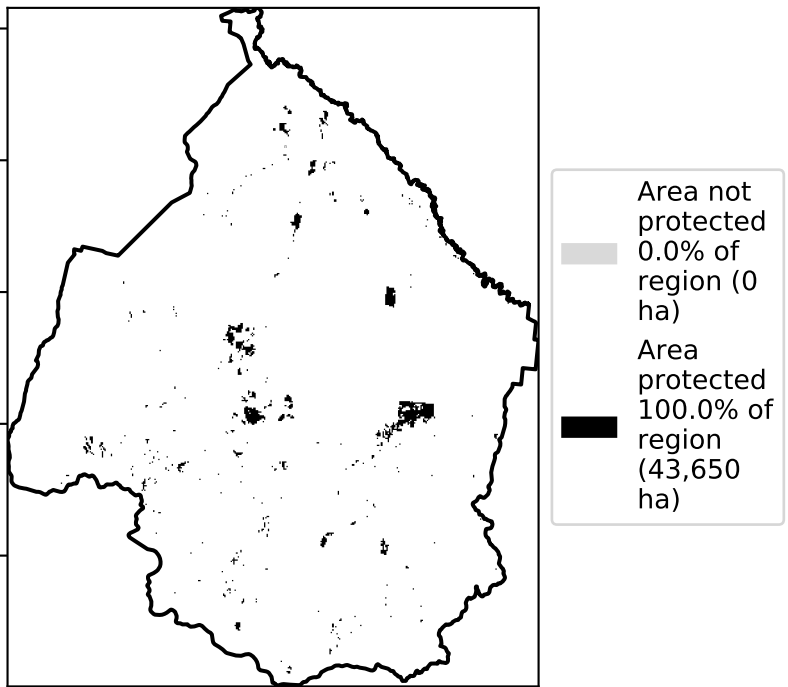 Area not
protected
0.0% of
region (0
ha)
Area
protected
100.0% of
region
(43,650
ha)